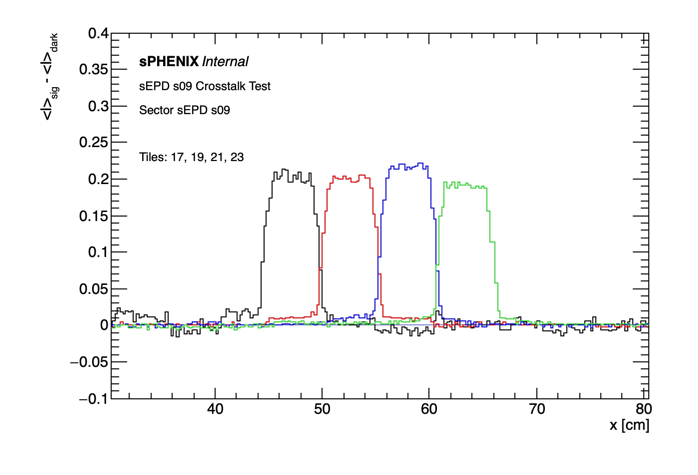 0.4
0.35
0.3
0.25
0.2
0.15
0.1
0.05
0
−0.05
−0.1
<I>sig - <I>dark
sPHENIX Internal
sEPD s09 Crosstalk Test
Sector sEPD s09
Tiles: 17, 19, 21, 23
40 50 60 70 80
x [cm]